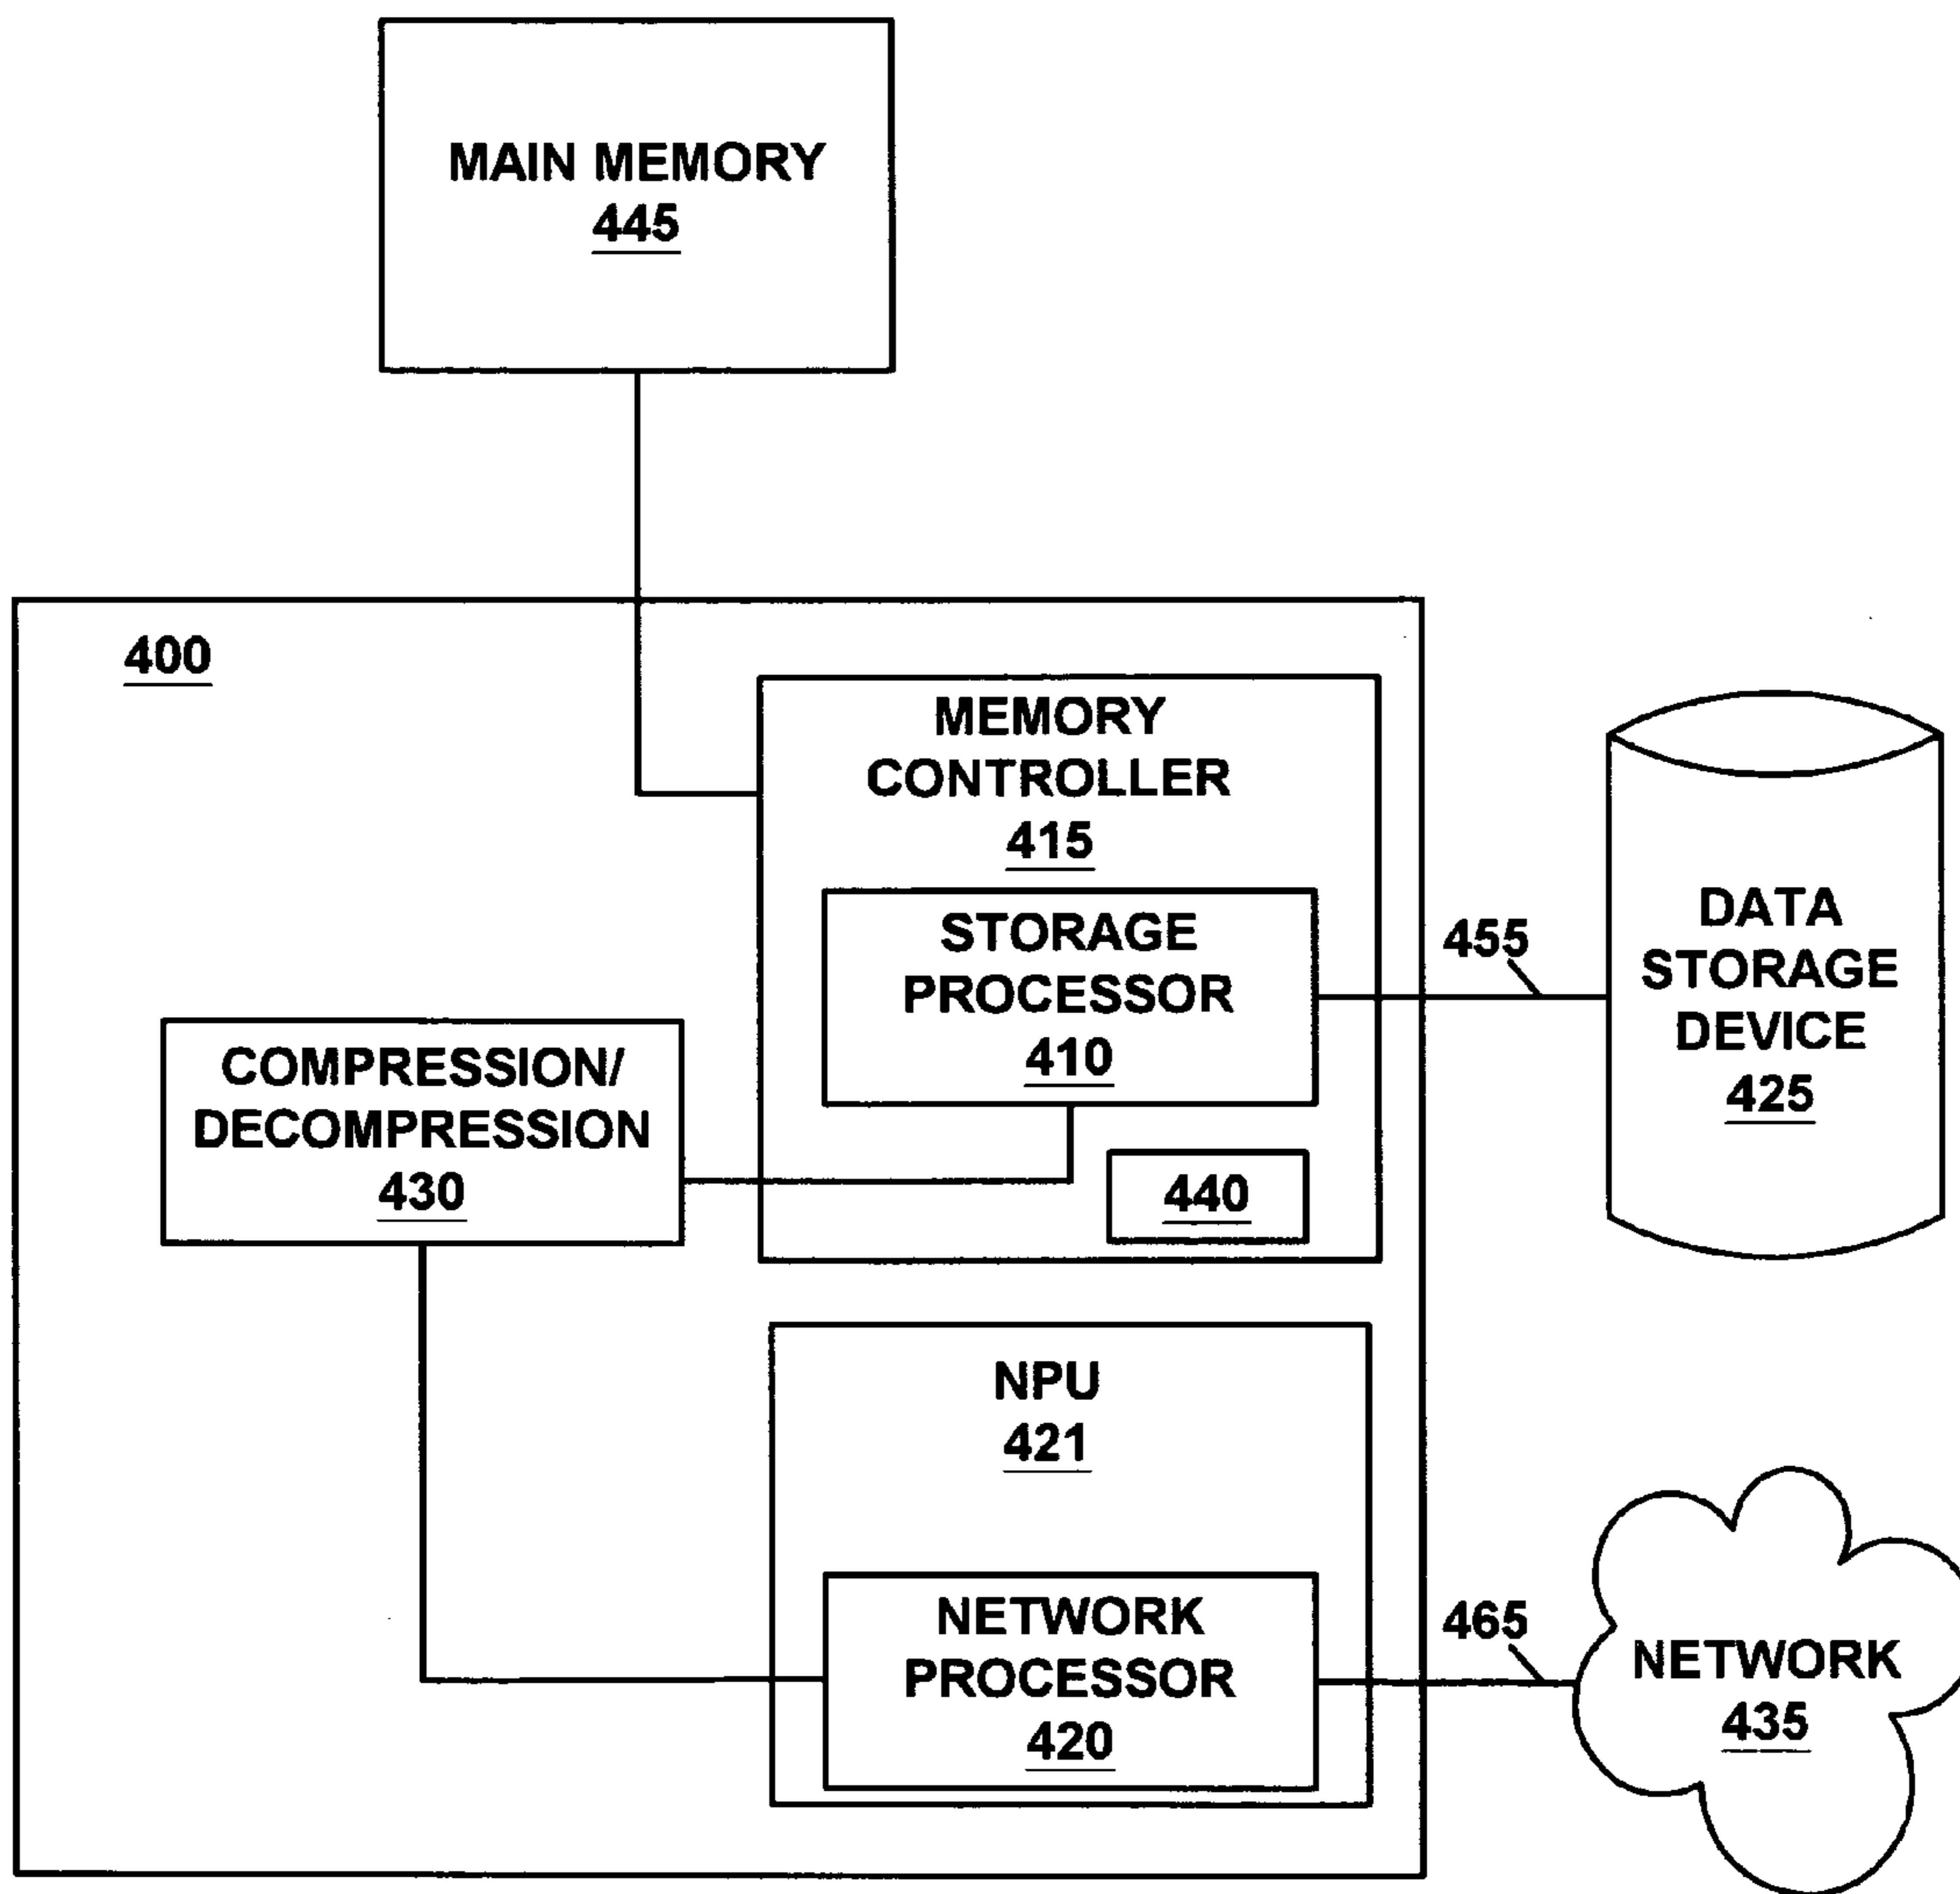 MAIN MEMORY
445
400
MEMORY
CONTROLLER
415
STORAGE
PROCESSOR
410
455
DATA
STORAGE
DEVICE
425
COMPRESSION/
DECOMPRESSION
430
440
NPU
421
NETWORK
PROCESSOR
420
465
NETWORK
435